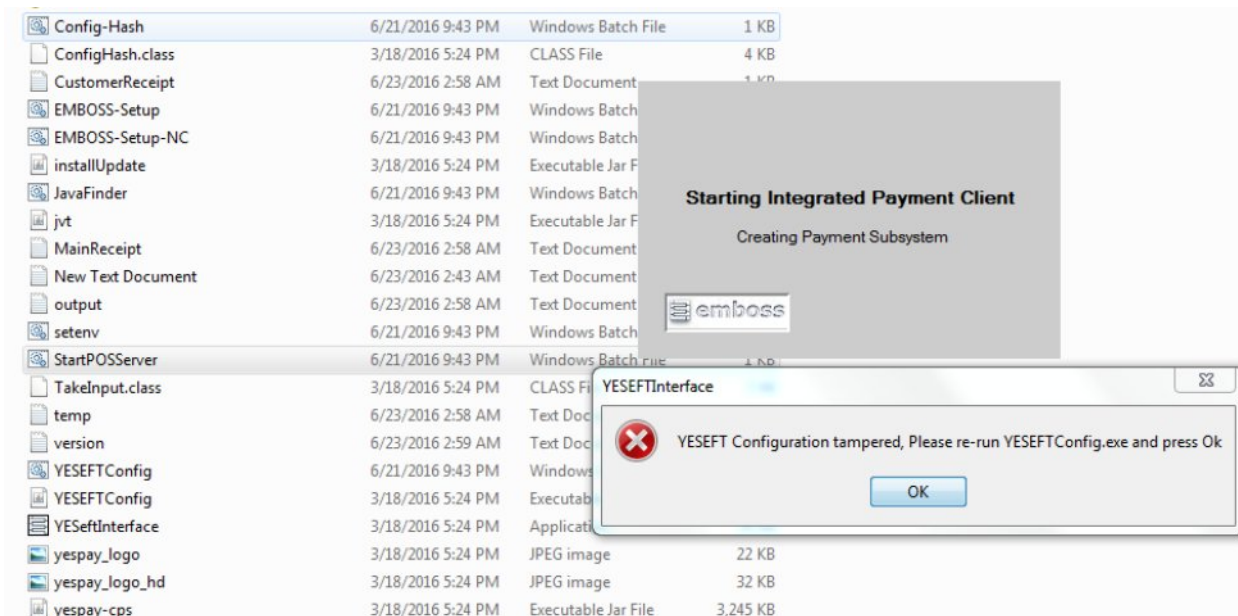 Config-Hash 6/21/2016 9:43 PM Windows Batch File 1 KB
ConfigHash.class 3/18/2016 5:24 PM CLASS File 4 KB
CustomerReceipt 6/23/2016 2:58 AM Text Document 1 KB
EMBOSS-Setup 6/21/2016 9:43 PM Windows Batch
EMBOSS-Setup-NC 6/21/2016 9:43 PM Windows Batch
installUpdate 3/18/2016 5:24 PM Executable Jar F
JavaFinder 6/21/2016 9:43 PM Windows Batch
jvt 3/18/2016 5:24 PM Executable Jar F
MainReceipt 6/23/2016 2:58 AM Text Document
New Text Document 6/23/2016 2:43 AM Text Document
output 6/23/2016 2:58 AM Text Document
setenv 6/21/2016 9:43 PM Windows Batch
StartPOSServer 6/21/2016 9:43 PM Windows Batch File 1 KB
TakeInput.class 3/18/2016 5:24 PM CLASS Fi
temp 6/23/2016 2:58 AM Text Doc
version 6/23/2016 2:59 AM Text Doc
YESEFTConfig 6/21/2016 9:43 PM Windows
YESEFTConfig 3/18/2016 5:24 PM Executab
YESeftInterface 3/18/2016 5:24 PM Applicati
yespay_logo 3/18/2016 5:24 PM JPEG image 22 KB
yespay_logo_hd 3/18/2016 5:24 PM JPEG image 32 KB
yespay-cps 3/18/2016 5:24 PM Executable Jar File 3,245 KB
Starting Integrated Payment Client
Creating Payment Subsystem
emboss
YESEFTInterface
YESEFT Configuration tampered, Please re-run YESEFTConfig.exe and press Ok
OK